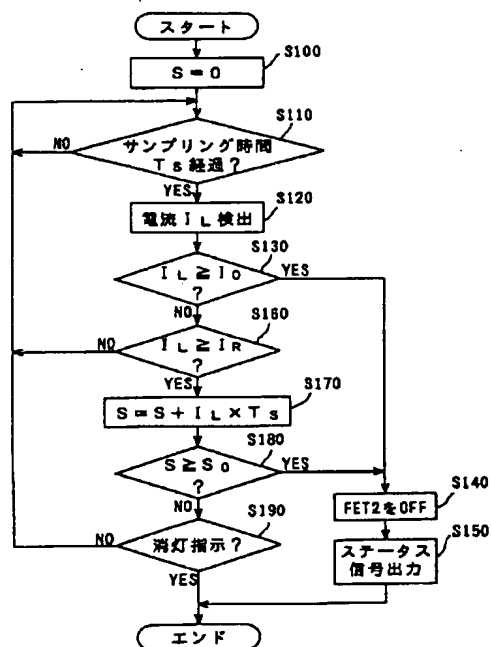 スタート
S100
S=0
S110
サンプリング時間
Ts経過?
NO
YES
S120
電流IL検出
S130
IL≧IO
?
YES
NO
S160
IL≧IR
?
NO
YES
S170
S=S+IL×Ts
S180
S≧SO
?
YES
NO
S140
FET2をOFF
S190
消灯指示?
NO
YES
S150
ステータス
信号出力
エンド